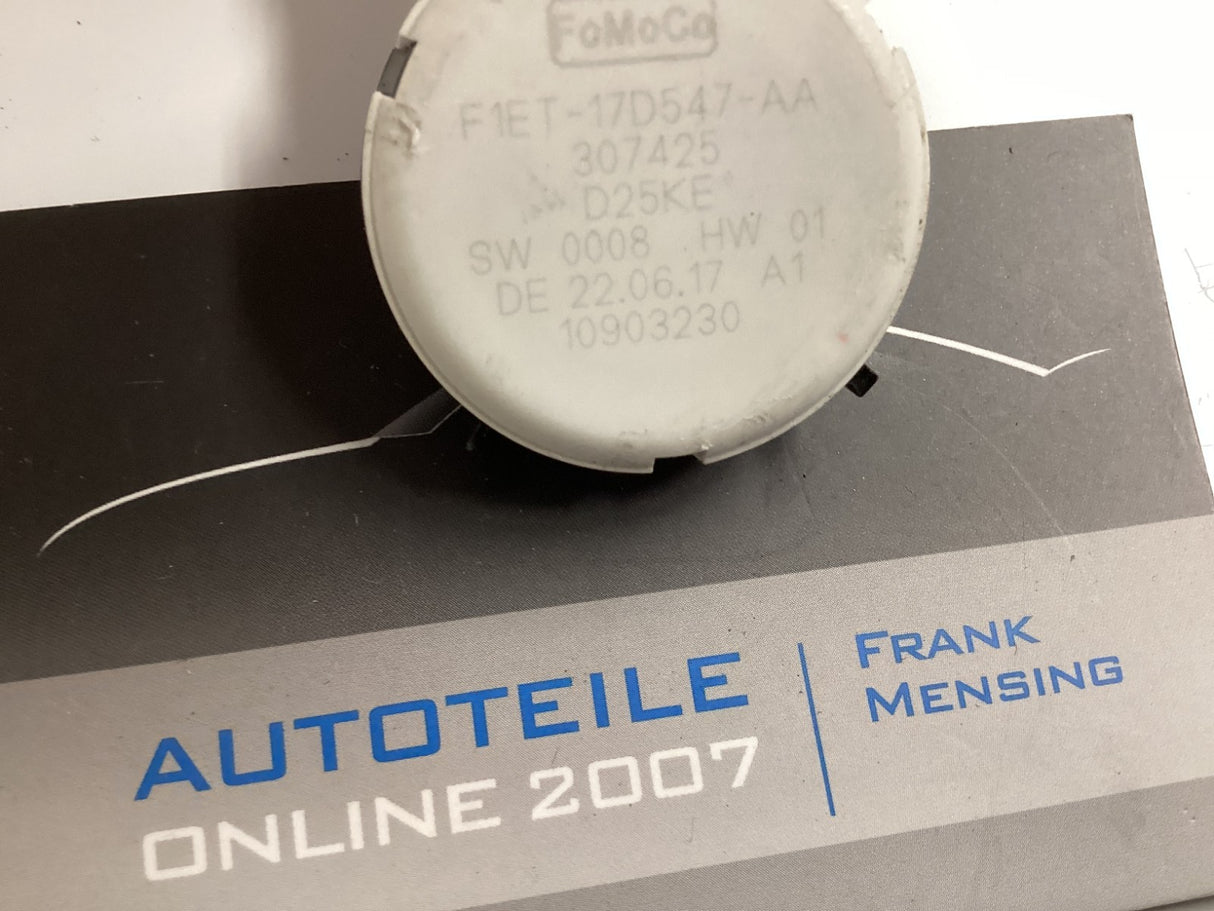 FoMoCo
F1ET-17D547-AA
307425
D25KE
SW 0008 HW 01
DE 22.06.17 A1
10903230
AUTOTEILE
ONLINE 2007
FRANK
MENSING